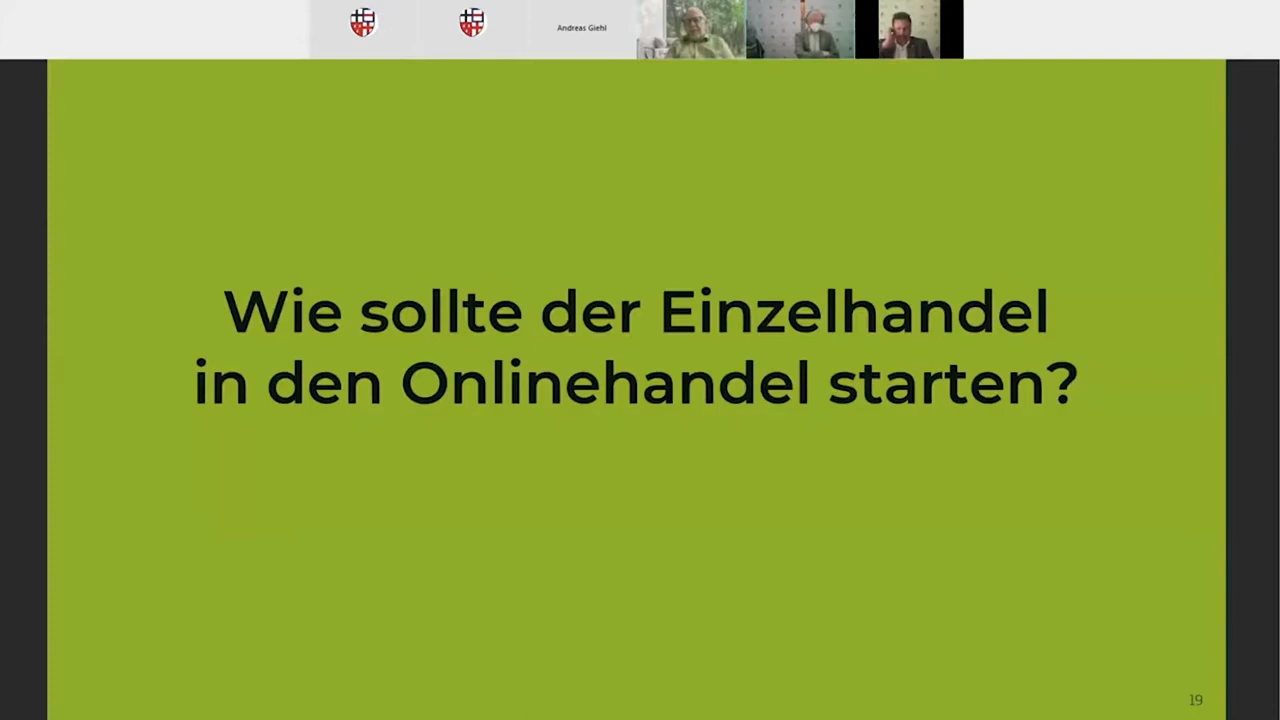 Andreas Giehl
Wie sollte der Einzelhandel
in den Onlinehandel starten?
19